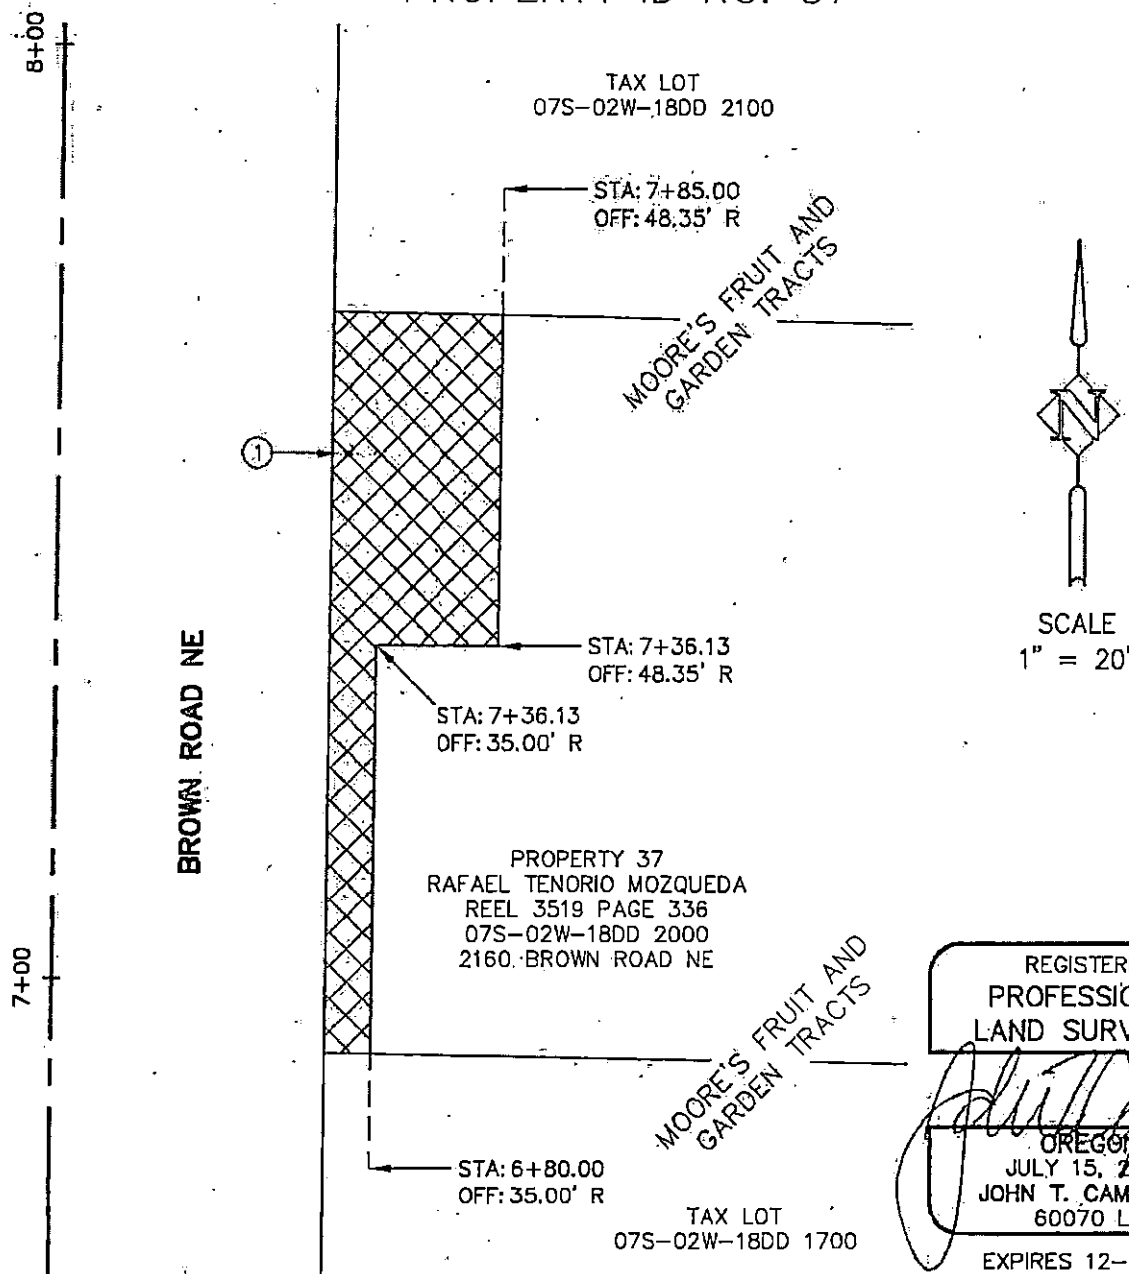 8+00
TAX LOT
07S-02W-18DD 2100
STA: 7+85.00
OFF: 48.35' R
MOORE'S FRUIT AND
GARDEN TRACTS
1
N
SCALE
1" = 20'
STA: 7+36.13
OFF: 48.35' R
STA: 7+36.13
OFF: 35.00' R
BROWN ROAD NE
PROPERTY 37
RAFAEL TENORIO MOZQUEDA
REEL 3519 PAGE 336
07S-02W-18DD 2000
2160 BROWN ROAD NE
7+00
MOORE'S FRUIT AND
GARDEN TRACTS
STA: 6+80.00
OFF: 35.00' R
TAX LOT
07S-02W-18DD 1700
REGISTER
PROFESSIO
LAND SURV
OREGON
JULY 15, 2
JOHN T. CAM
60070 L
EXPIRES 12-